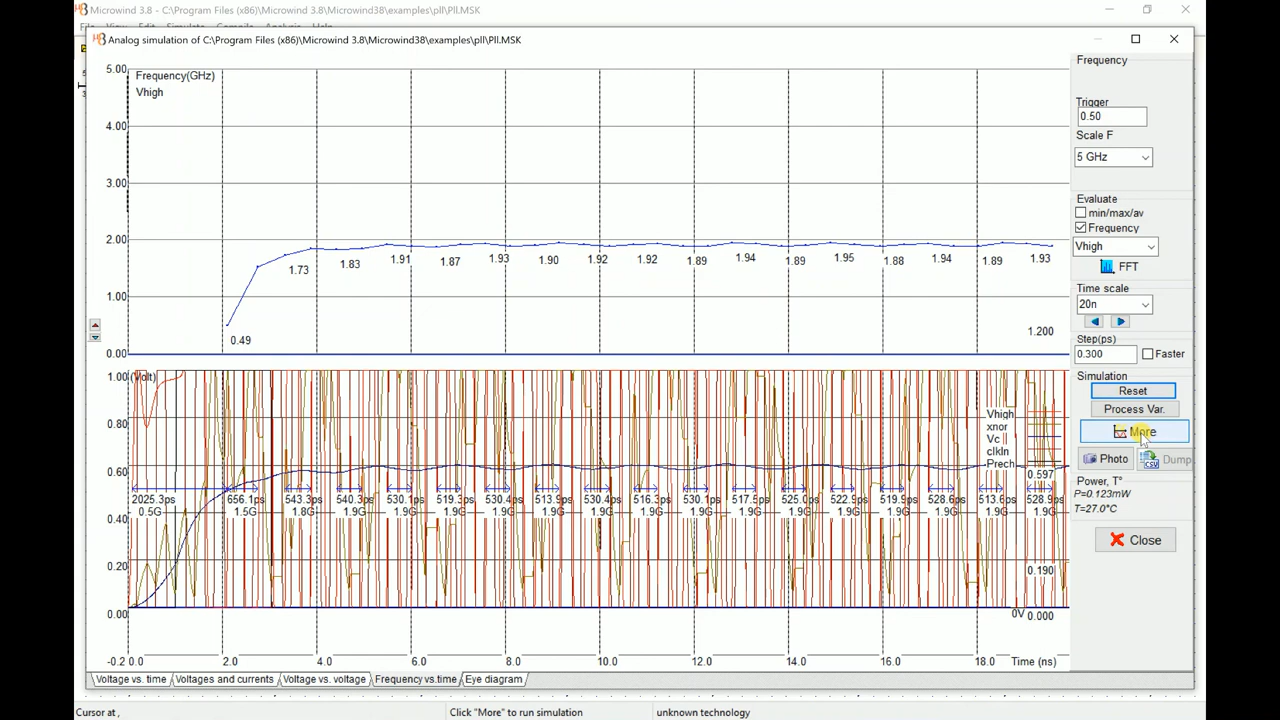 Microwind 3.8 - C:\Program Files (x86)\Microwind 3.8\Microwind38\examples\pll\Pll.MSK
File View Edit Simulate Compile Analysis Help
Analog simulation of C:\Program Files (x86)\Microwind 3.8\Microwind38\examples\pll\Pll.MSK
5.00
Frequency(GHz)
Vhigh
4.00
3.00
2.00
1.00
0.00
0.49
1.73
1.83
1.91
1.87
1.93
1.90
1.92
1.92
1.89
1.94
1.89
1.95
1.88
1.94
1.89
1.93
1.200
1.00 (Volt)
0.80
0.60
0.40
0.20
0.00
Vhigh
xnor
Vc
clkIn
Prech
0.597
2025.3ps 656.1ps 543.3ps 540.3ps 530.1ps 519.3ps 530.4ps 513.9ps 530.4ps 516.3ps 530.1ps 517.5ps 525.0ps 522.9ps 519.9ps 528.6ps 513.6ps 528.9ps
0.5G 1.5G 1.8G 1.9G 1.9G 1.9G 1.9G 1.9G 1.9G 1.9G 1.9G 1.9G 1.9G 1.9G 1.9G 1.9G 1.9G 1.9G
0.190
0V 0.000
-0.2 0.0 2.0 4.0 6.0 8.0 10.0 12.0 14.0 16.0 18.0 Time (ns)
Voltage vs. time Voltages and currents Voltage vs. voltage Frequency vs.time Eye diagram
Frequency
Trigger
0.50
Scale F
5 GHz
Evaluate
min/max/av
Frequency
Vhigh
FFT
Time scale
20n
Step(ps)
0.300 Faster
Simulation
Reset
Process Var.
More
Photo CSV Dump
Power, T°
P=0.123mW
T=27.0°C
Close
Cursor at , Click "More" to run simulation unknown technology